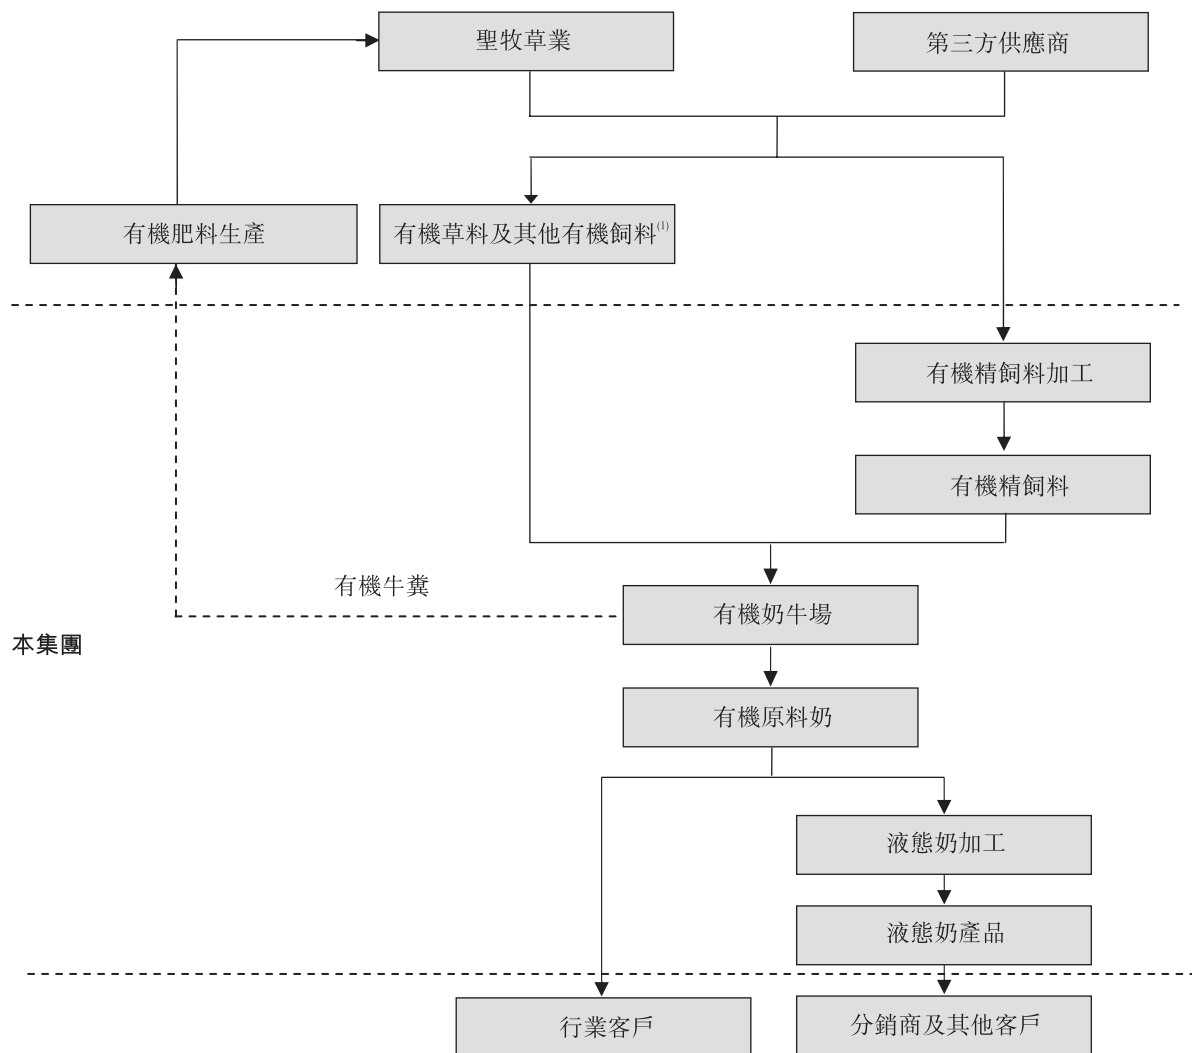 聖牧草業
第三方供應商
有機肥料生產
有機草料及其他有機飼料(1)
有機精飼料加工
有機精飼料
有機牛糞
有機奶牛場
本集團
有機原料奶
液態奶加工
液態奶產品
行業客戶
分銷商及其他客戶